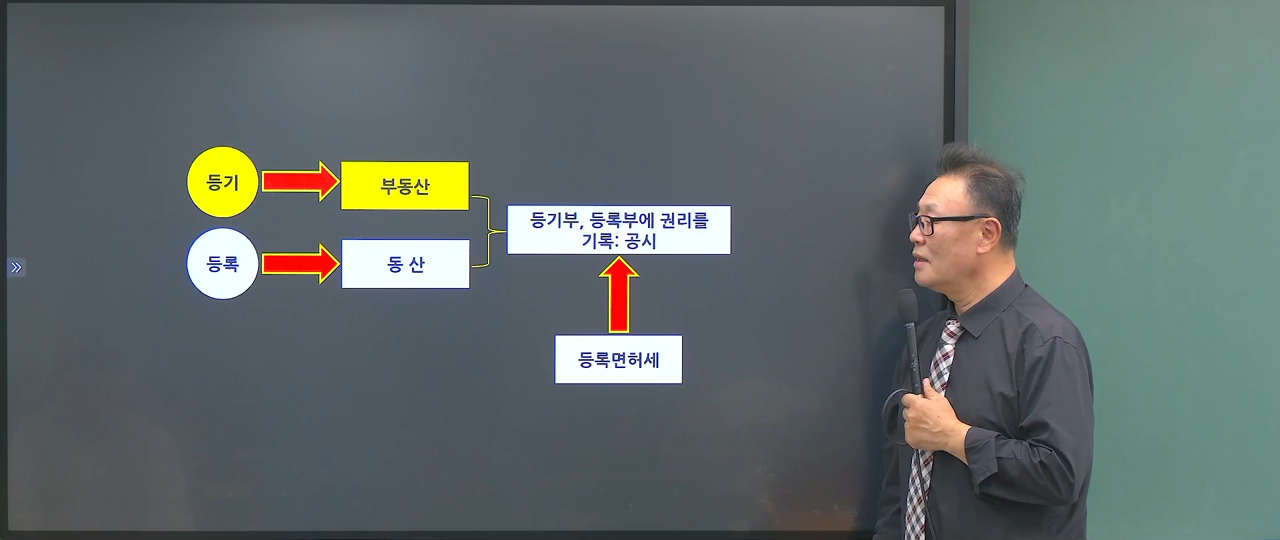 등기
부동산
등록
동 산
등기부, 등록부에 권리를
기록: 공시
등록면허세